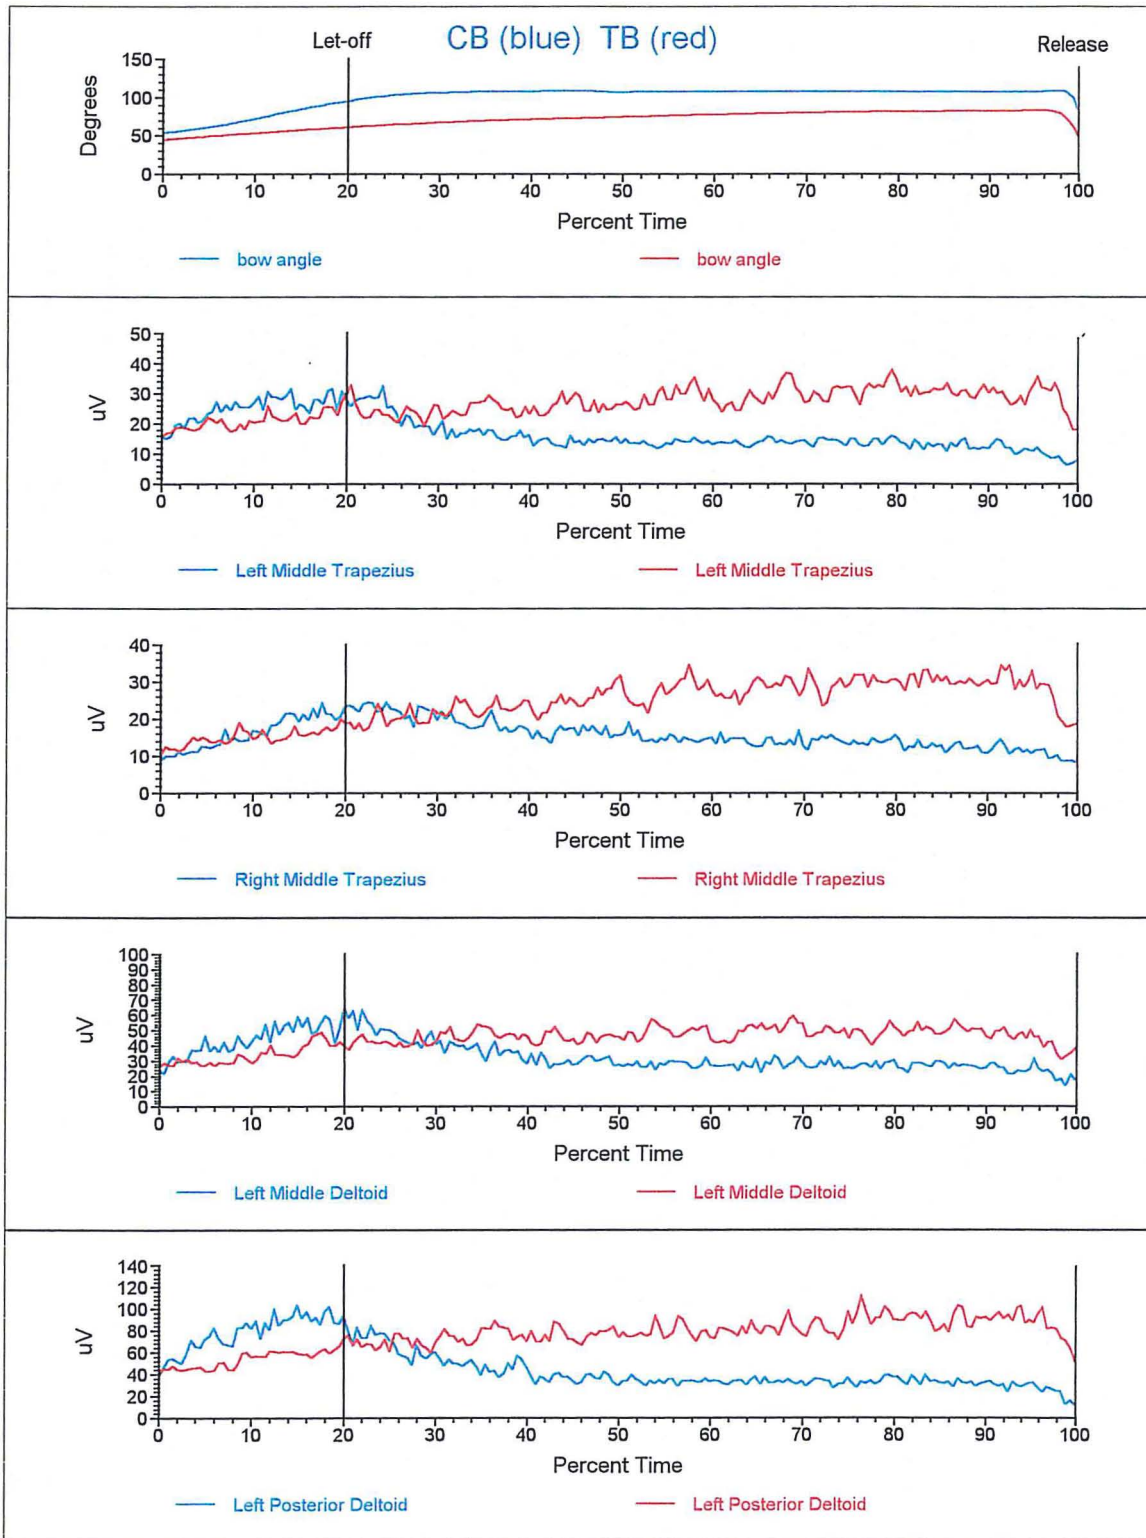 Let-off CB (blue) TB (red) Release
150
100
50
0
Degrees
0 10 20 30 40 50 60 70 80 90 100
Percent Time
bow angle bow angle
50
40
30
20
10
0
uV
0 10 20 30 40 50 60 70 80 90 100
Percent Time
Left Middle Trapezius Left Middle Trapezius
40
30
20
10
0
uV
0 10 20 30 40 50 60 70 80 90 100
Percent Time
Right Middle Trapezius Right Middle Trapezius
100
90
80
70
60
50
40
30
20
10
0
uV
0 10 20 30 40 50 60 70 80 90 100
Percent Time
Left Middle Deltoid Left Middle Deltoid
140
120
100
80
60
40
20
0
uV
0 10 20 30 40 50 60 70 80 90 100
Percent Time
Left Posterior Deltoid Left Posterior Deltoid